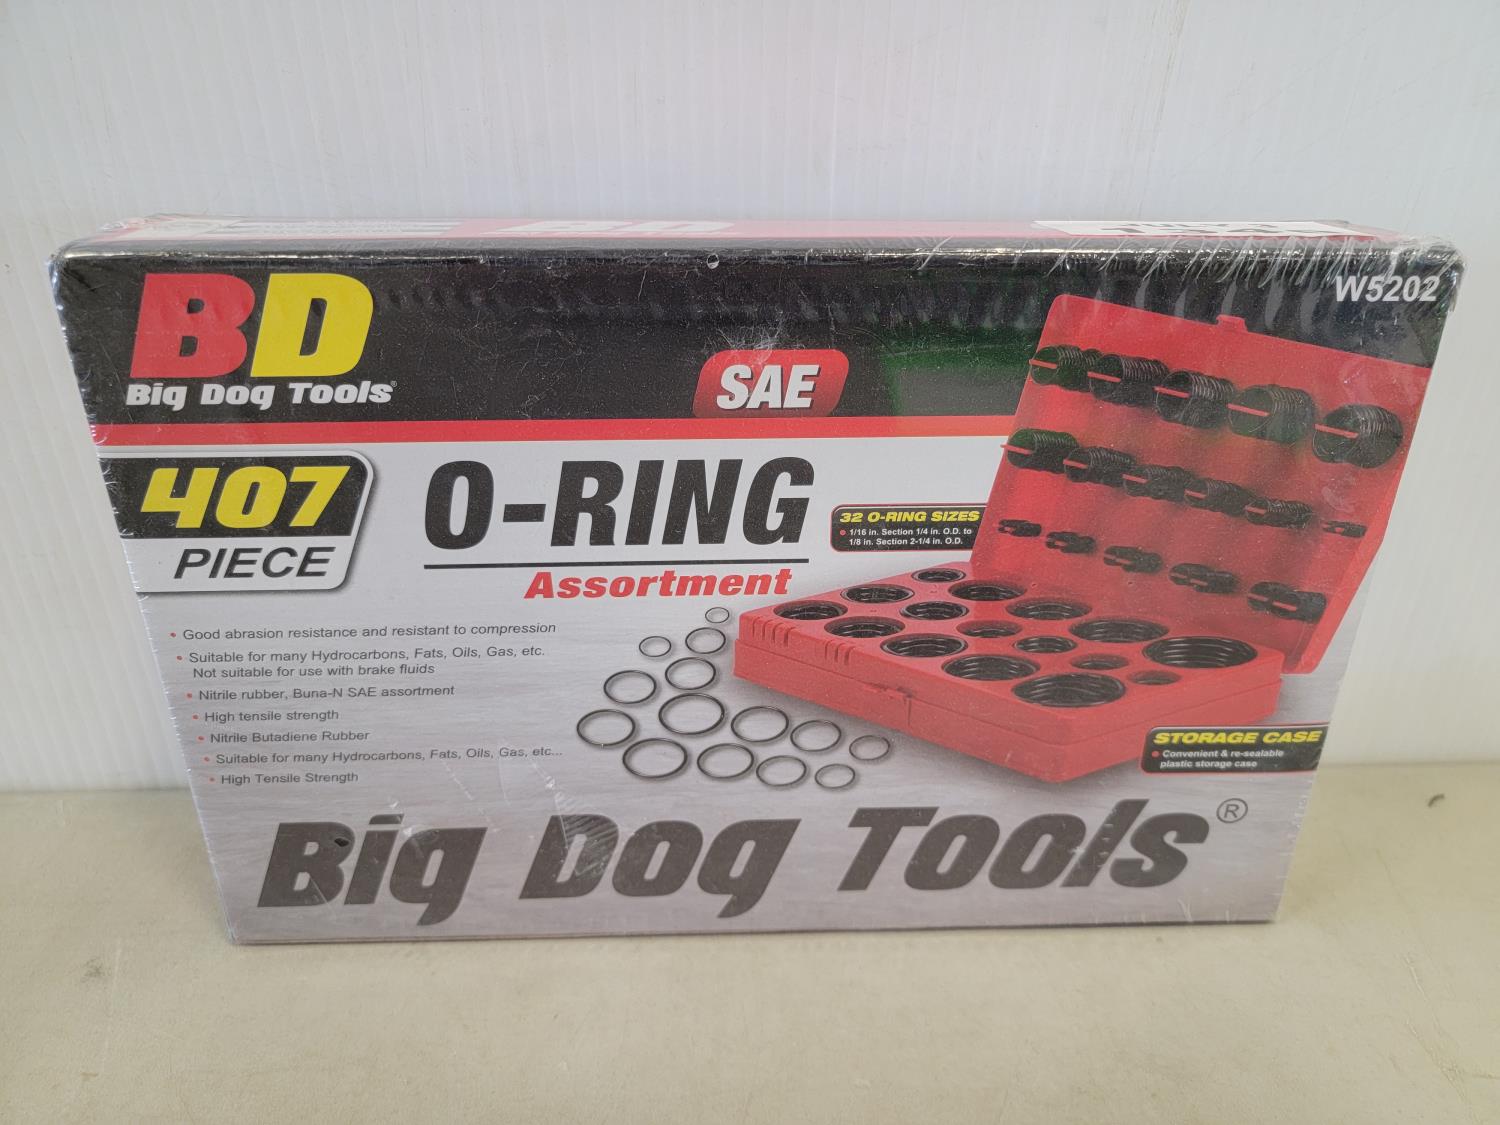 BD
W5202
BD
Big Dog Tools®
SAE
407
PIECE
O-RING
Assortment
32 O-RING SIZES
• 1/16 in. Section 1/4 in. O.D. to
1/8 in. Section 2-1/4 in. O.D.
• Good abrasion resistance and resistant to compression
• Suitable for many Hydrocarbons, Fats, Oils, Gas, etc.
Not suitable for use with brake fluids
• Nitrile rubber, Buna-N SAE assortment
• High tensile strength
• Nitrile Butadiene Rubber
• Suitable for many Hydrocarbons, Fats, Oils, Gas, etc...
• High Tensile Strength
STORAGE CASE
• Convenient & re-sealable
plastic storage case
Big Dog Tools®